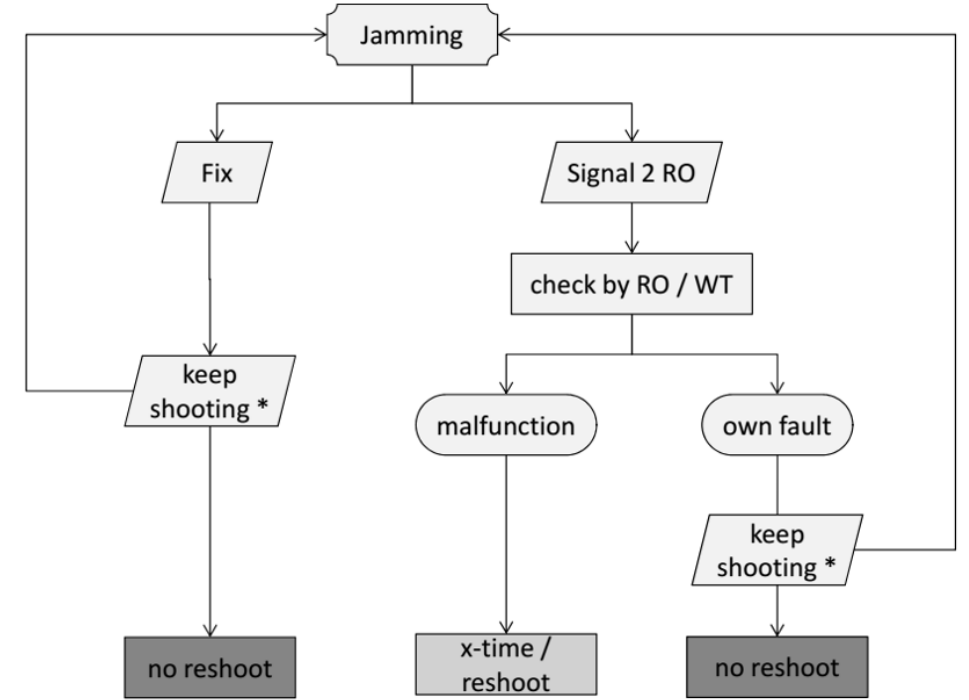 Jamming
Fix
Signal 2 RO
check by RO / WT
keep
shooting *
malfunction
own fault
keep
shooting *
no reshoot
x-time /
reshoot
no reshoot